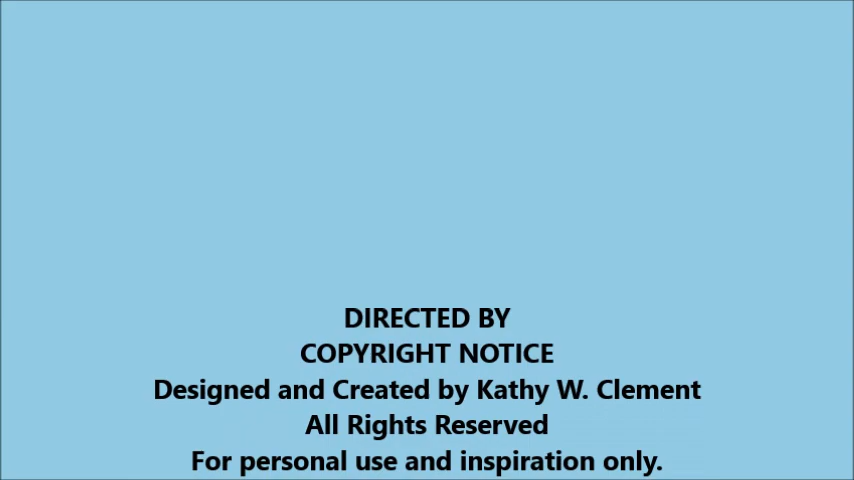 DIRECTED BY
COPYRIGHT NOTICE
Designed and Created by Kathy W. Clement
All Rights Reserved
For personal use and inspiration only.